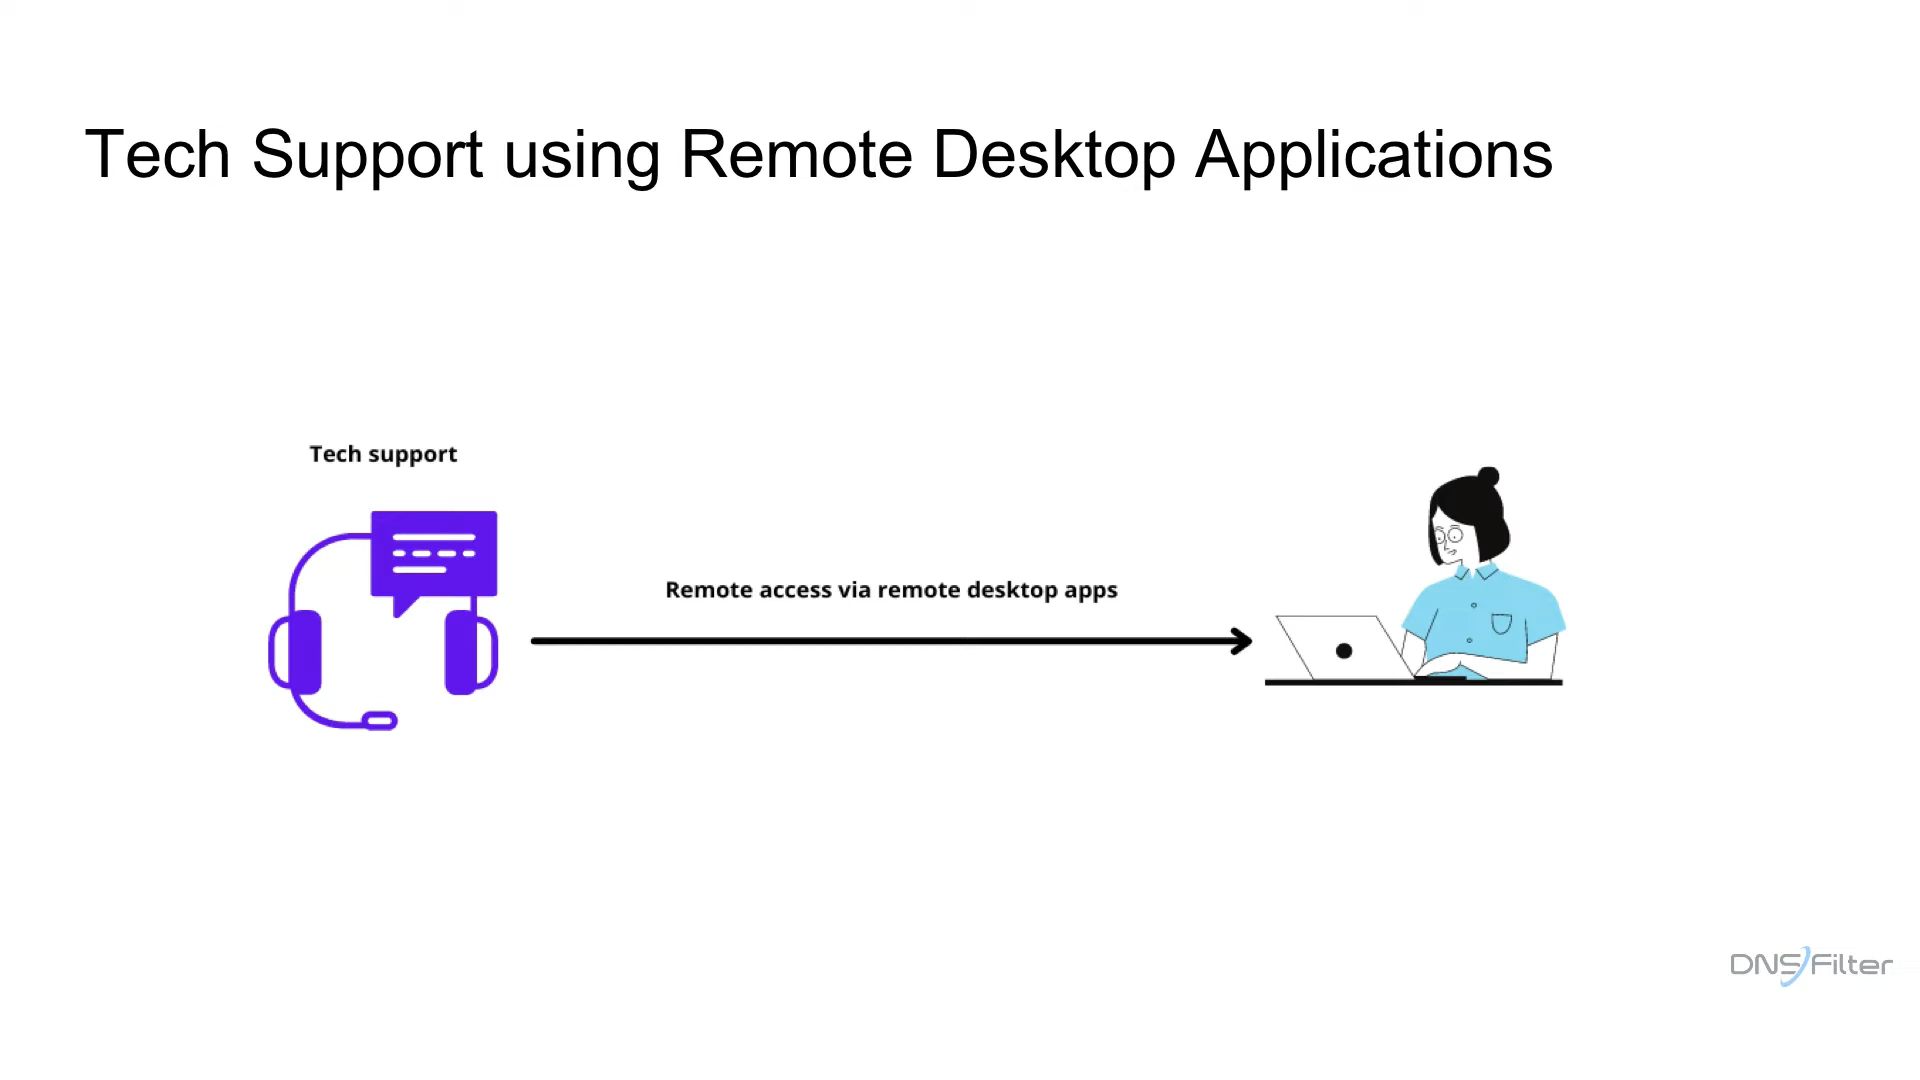 Tech Support using Remote Desktop Applications
Tech support
Remote access via remote desktop apps
DNSFilter